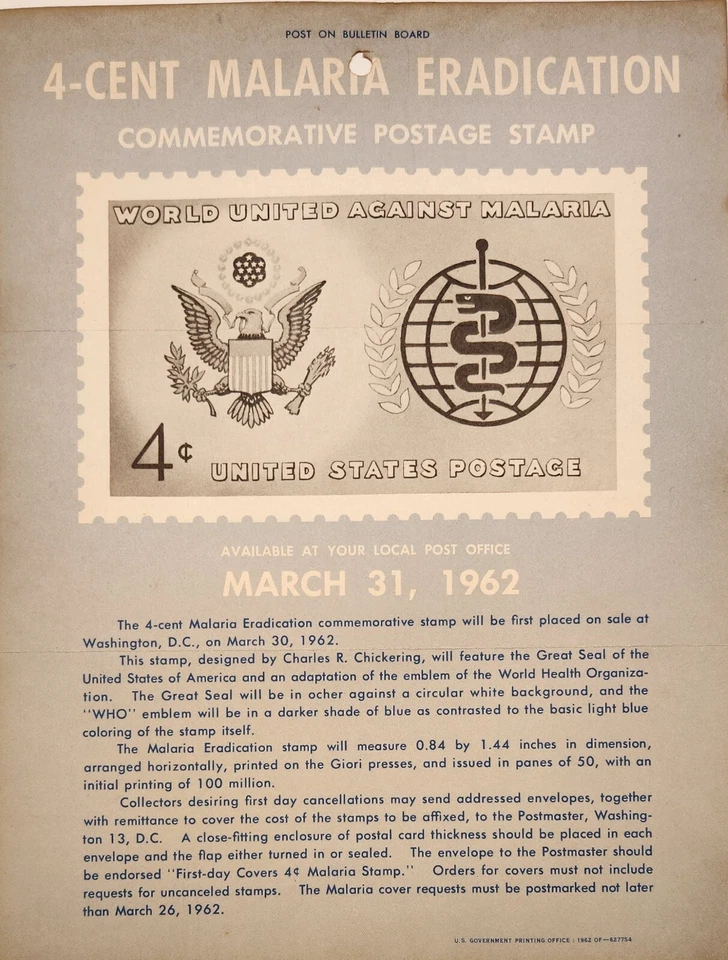 POST ON BULLETIN BOARD
4-CENT MALARIA ERADICATION
COMMEMORATIVE POSTAGE STAMP
WORLD UNITED AGAINST MALARIA
4¢ UNITED STATES POSTAGE
AVAILABLE AT YOUR LOCAL POST OFFICE
MARCH 31, 1962
The 4-cent Malaria Eradication commemorative stamp will be first placed on sale at
Washington, D.C., on March 30, 1962.
This stamp, designed by Charles R. Chickering, will feature the Great Seal of the
United States of America and an adaptation of the emblem of the World Health Organiza-
tion. The Great Seal will be in ocher against a circular white background, and the
"WHO" emblem will be in a darker shade of blue as contrasted to the basic light blue
coloring of the stamp itself.
The Malaria Eradication stamp will measure 0.84 by 1.44 inches in dimension,
arranged horizontally, printed on the Giori presses, and issued in panes of 50, with an
initial printing of 100 million.
Collectors desiring first day cancellations may send addressed envelopes, together
with remittance to cover the cost of the stamps to be affixed, to the Postmaster, Washing-
ton 13, D.C. A close-fitting enclosure of postal card thickness should be placed in each
envelope and the flap either turned in or sealed. The envelope to the Postmaster should
be endorsed "First-day Covers 4¢ Malaria Stamp." Orders for covers must not include
requests for uncanceled stamps. The Malaria cover requests must be postmarked not later
than March 26, 1962.
U.S. GOVERNMENT PRINTING OFFICE : 1962 OF—627754